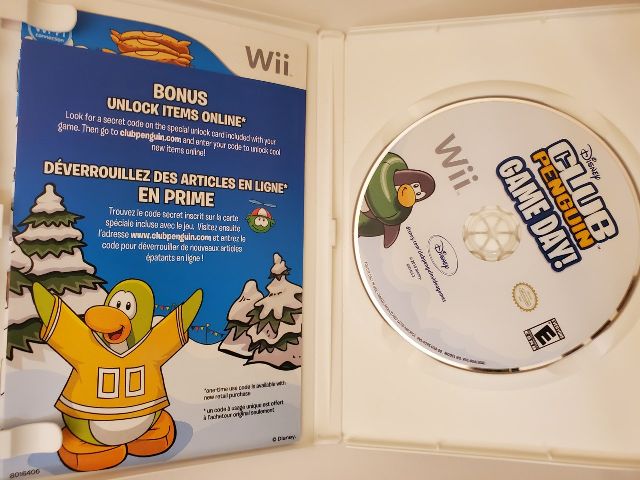 Wii
BONUS
UNLOCK ITEMS ONLINE*
Look for a secret code on the special unlock card included with your
game. Then go to clubpenguin.com and enter your code to unlock cool
new items online!
DÉVERROUILLEZ DES ARTICLES EN LIGNE*
EN PRIME
Trouvez le code secret inscrit sur la carte
spéciale incluse avec le jeu. Visitez ensuite
l'adresse www.clubpenguin.com et entrez le
code pour déverrouiller de nouveaux articles
épatants en ligne !
00
*one-time use code is available with
new retail purchase
* un code à usage unique est offert
à l'acheteur original seulement
© Disney.
8016406
Wii
Disney
CLUB
PENGUIN
GAME DAY!
Disney
E